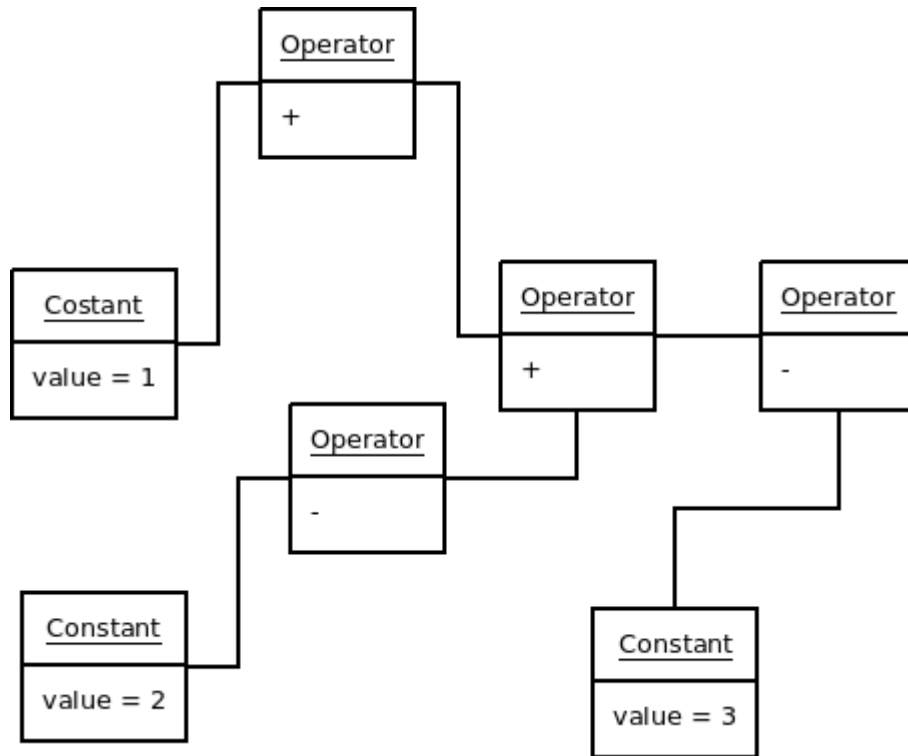 Operator
+
Costant
value = 1
Operator
+
Operator
-
Operator
-
Constant
value = 2
Constant
value = 3